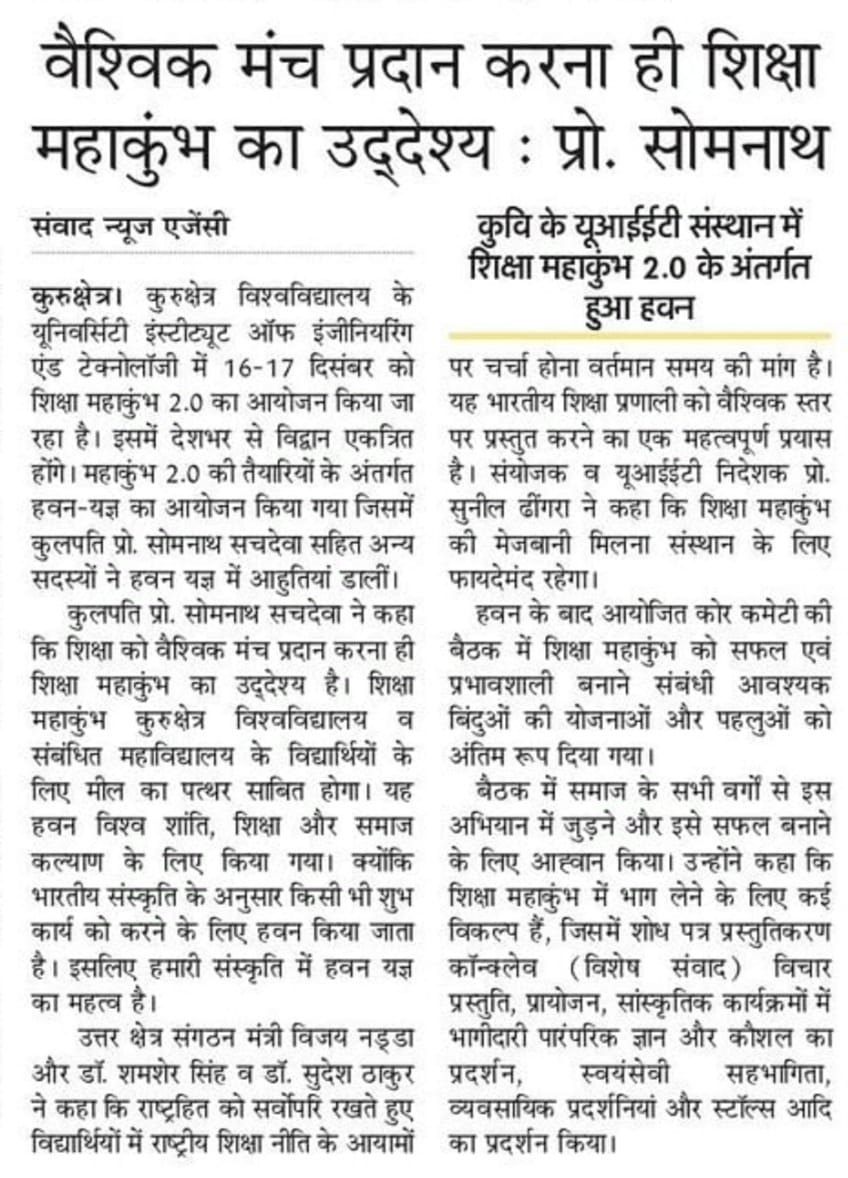 वैश्विक मंच प्रदान करना ही शिक्षा
महाकुंभ का उद्देश्य : प्रो. सोमनाथ
संवाद न्यूज एजेंसी
कुरुक्षेत्र। कुरुक्षेत्र विश्वविद्यालय के
यूनिवर्सिटी इंस्टीट्यूट ऑफ इंजीनियरिंग
एंड टेक्नोलॉजी में 16-17 दिसंबर को
शिक्षा महाकुंभ 2.0 का आयोजन किया जा
रहा है। इसमें देशभर से विद्वान एकत्रित
होंगे। महाकुंभ 2.0 की तैयारियों के अंतर्गत
हवन-यज्ञ का आयोजन किया गया जिसमें
कुलपति प्रो. सोमनाथ सचदेवा सहित अन्य
सदस्यों ने हवन यज्ञ में आहुतियां डालीं।
कुलपति प्रो. सोमनाथ सचदेवा ने कहा
कि शिक्षा को वैश्विक मंच प्रदान करना ही
शिक्षा महाकुंभ का उद्देश्य है। शिक्षा
महाकुंभ कुरुक्षेत्र विश्वविद्यालय व
संबंधित महाविद्यालय के विद्यार्थियों के
लिए मील का पत्थर साबित होगा। यह
हवन विश्व शांति, शिक्षा और समाज
कल्याण के लिए किया गया। क्योंकि
भारतीय संस्कृति के अनुसार किसी भी शुभ
कार्य को करने के लिए हवन किया जाता
है। इसलिए हमारी संस्कृति में हवन यज्ञ
का महत्व है।
उत्तर क्षेत्र संगठन मंत्री विजय नड्डा
और डॉ. शमशेर सिंह व डॉ. सुदेश ठाकुर
ने कहा कि राष्ट्रहित को सर्वोपरि रखते हुए
विद्यार्थियों में राष्ट्रीय शिक्षा नीति के आयामों
कुवि के यूआईईटी संस्थान में
शिक्षा महाकुंभ 2.0 के अंतर्गत
हुआ हवन
पर चर्चा होना वर्तमान समय की मांग है।
यह भारतीय शिक्षा प्रणाली को वैश्विक स्तर
पर प्रस्तुत करने का एक महत्वपूर्ण प्रयास
है। संयोजक व यूआईईटी निदेशक प्रो.
सुनील ढींगरा ने कहा कि शिक्षा महाकुंभ
की मेजबानी मिलना संस्थान के लिए
फायदेमंद रहेगा।
हवन के बाद आयोजित कोर कमेटी की
बैठक में शिक्षा महाकुंभ को सफल एवं
प्रभावशाली बनाने संबंधी आवश्यक
बिंदुओं की योजनाओं और पहलुओं को
अंतिम रूप दिया गया।
बैठक में समाज के सभी वर्गों से इस
अभियान में जुड़ने और इसे सफल बनाने
के लिए आह्वान किया। उन्होंने कहा कि
शिक्षा महाकुंभ में भाग लेने के लिए कई
विकल्प हैं, जिसमें शोध पत्र प्रस्तुतिकरण
कॉन्क्लेव (विशेष संवाद) विचार
प्रस्तुति, प्रायोजन, सांस्कृतिक कार्यक्रमों में
भागीदारी पारंपरिक ज्ञान और कौशल का
प्रदर्शन, स्वयंसेवी सहभागिता,
व्यवसायिक प्रदर्शनियां और स्टॉल्स आदि
का प्रदर्शन किया।